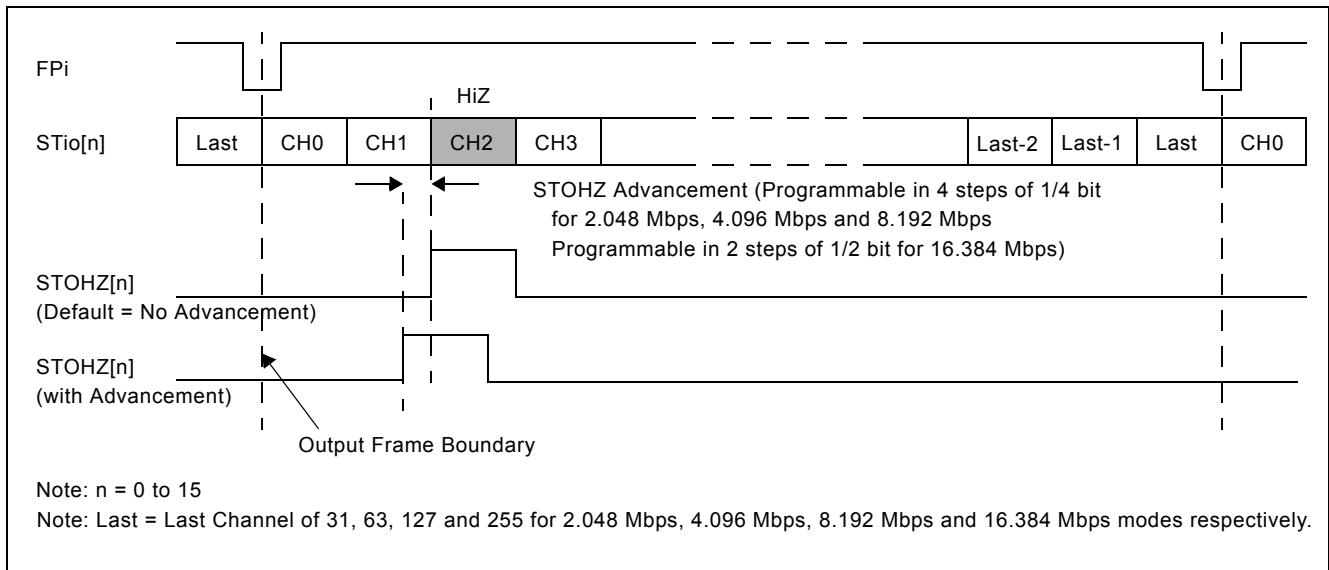 FPi
HiZ
STio[n]
Last CH0 CH1 CH2 CH3 Last-2 Last-1 Last CH0
STOHZ Advancement (Programmable in 4 steps of 1/4 bit
for 2.048 Mbps, 4.096 Mbps and 8.192 Mbps
Programmable in 2 steps of 1/2 bit for 16.384 Mbps)
STOHZ[n]
(Default = No Advancement)
STOHZ[n]
(with Advancement)
Output Frame Boundary
Note: n = 0 to 15
Note: Last = Last Channel of 31, 63, 127 and 255 for 2.048 Mbps, 4.096 Mbps, 8.192 Mbps and 16.384 Mbps modes respectively.